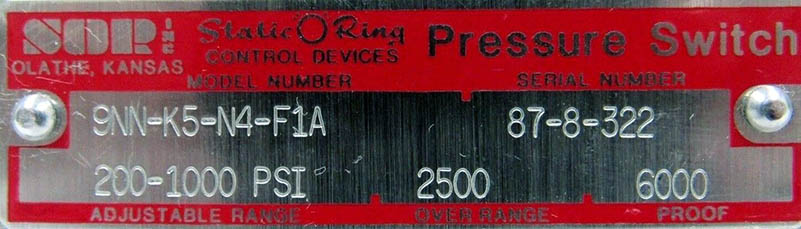 SOR INC Static O Ring Pressure Switch
OLATHE, KANSAS CONTROL DEVICES
MODEL NUMBER SERIAL NUMBER
9NN-K5-N4-F1A 87-8-322
200-1000 PSI 2500 6000
ADJUSTABLE RANGE OVER RANGE PROOF